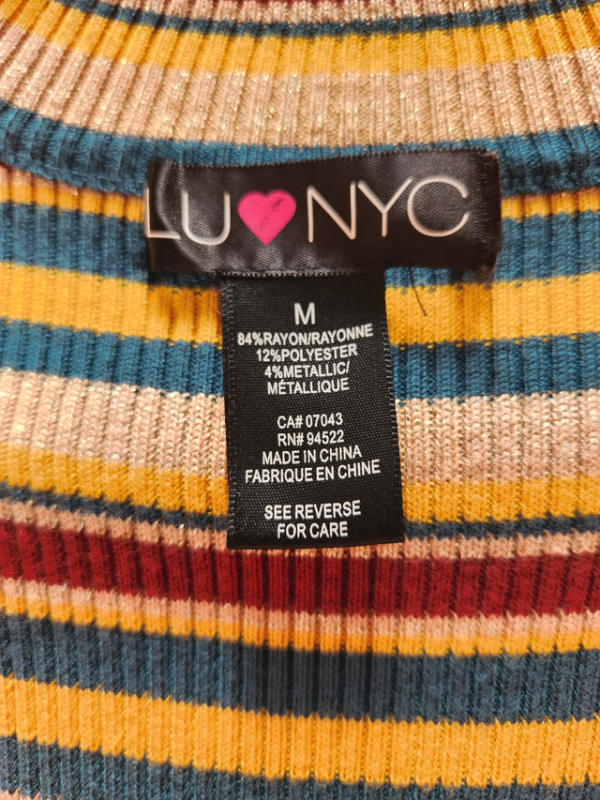 LU♥NYC
M
84%RAYON/RAYONNE
12%POLYESTER
4%METALLIC/
MÉTALLIQUE
CA# 07043
RN# 94522
MADE IN CHINA
FABRIQUE EN CHINE
SEE REVERSE
FOR CARE